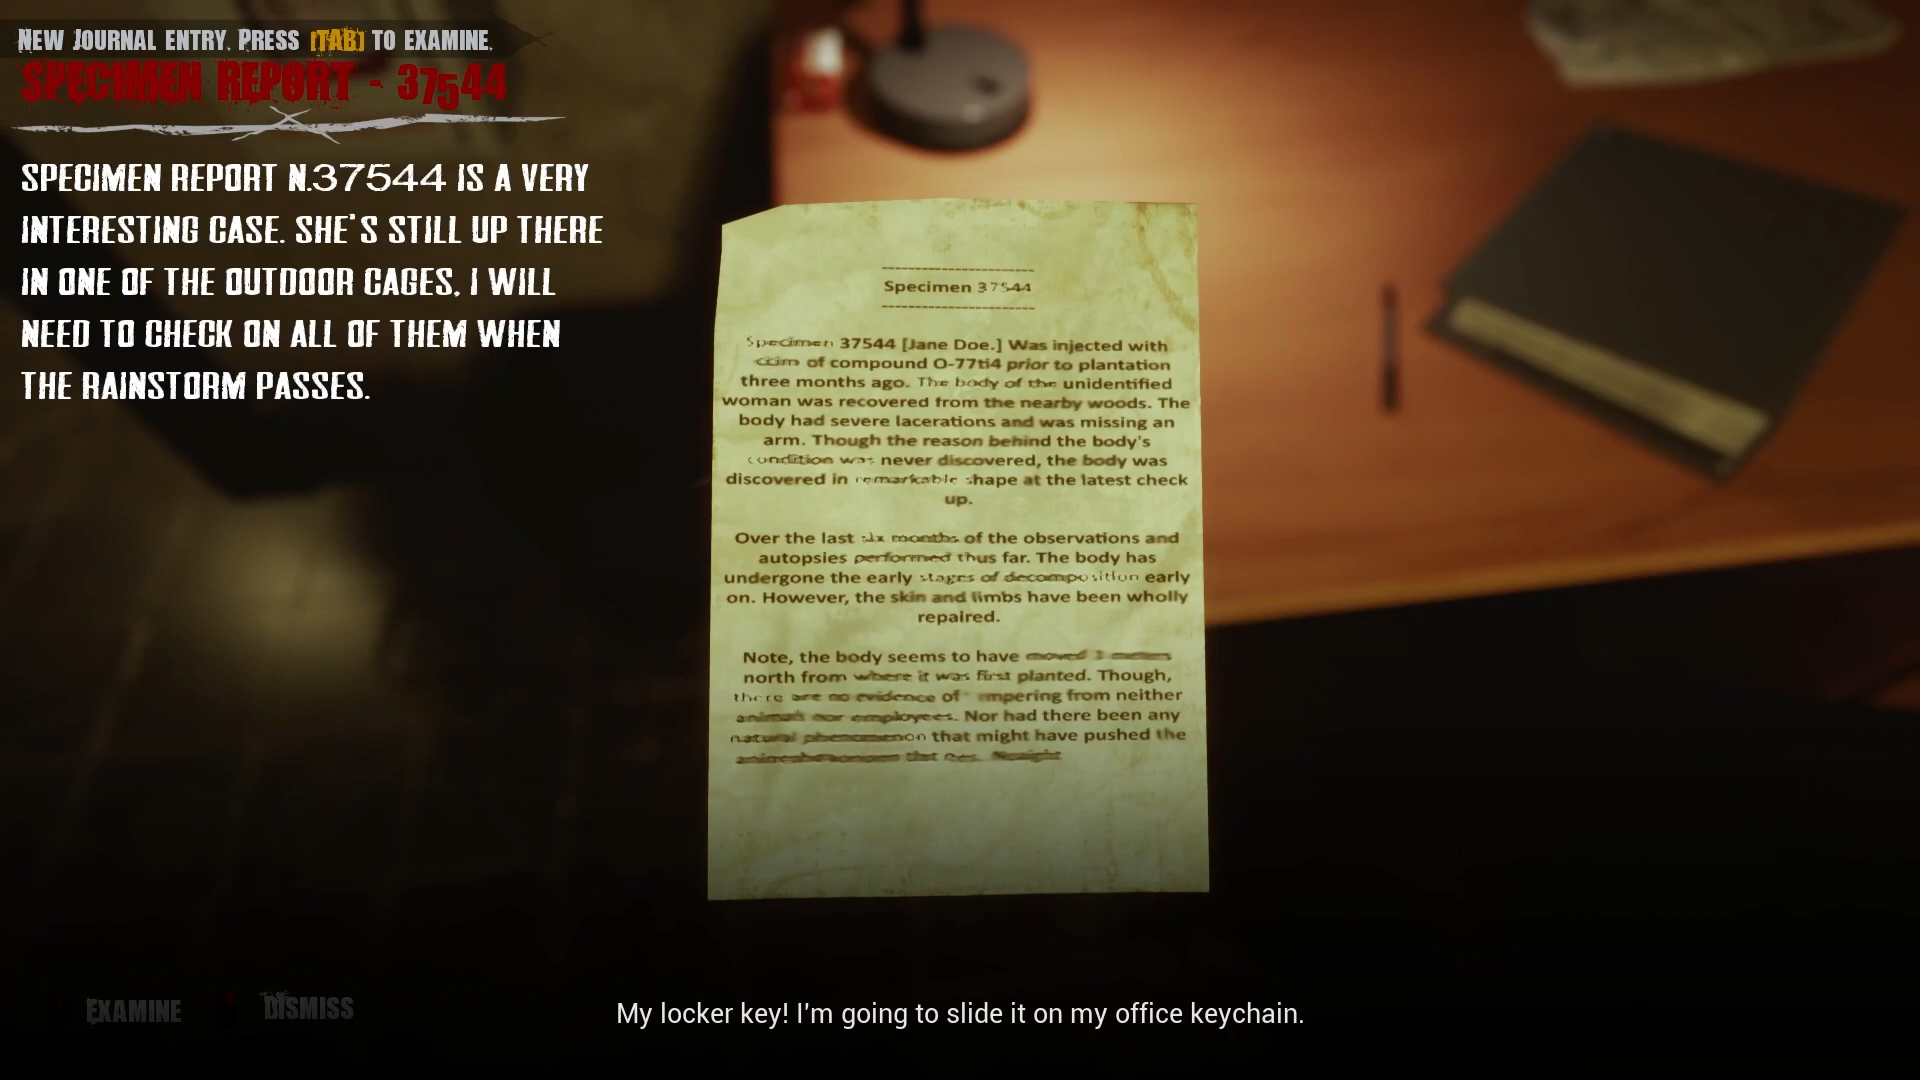 NEW JOURNAL ENTRY. PRESS [TAB] TO EXAMINE.
SPECIMEN REPORT - 37544
SPECIMEN REPORT N.37544 IS A VERY
INTERESTING CASE. SHE'S STILL UP THERE
IN ONE OF THE OUTDOOR CAGES, I WILL
NEED TO CHECK ON ALL OF THEM WHEN
THE RAINSTORM PASSES.
-----------------------
Specimen 37544
-----------------------
Specimen 37544 [Jane Doe.] Was injected with
of compound O-77ti4 prior to plantation
three months ago. The body of the unidentified
woman was recovered from the nearby woods. The
body had severe lacerations and was missing an
arm. Though the reason behind the body's
condition was never discovered, the body was
discovered in remarkable shape at the latest check
up.
Over the last six months of the observations and
autopsies performed thus far. The body has
undergone the early stages of decomposition early
on. However, the skin and limbs have been wholly
repaired.
Note, the body seems to have moved 3 meters
north from where it was first planted. Though,
there are no evidence of tampering from neither
animals nor employees. Nor had there been any
natural phenomenon that might have pushed the
EXAMINE DISMISS
My locker key! I'm going to slide it on my office keychain.